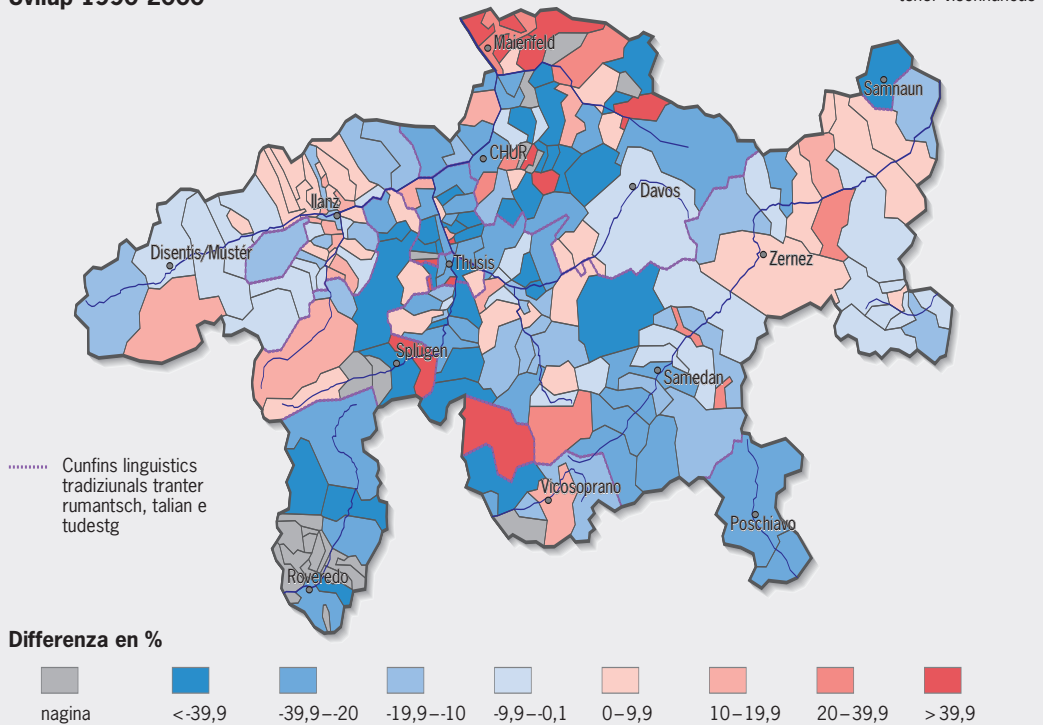 Maienfeld
Samnaun
CHUR
Davos
Ilanz
Disentis/Mustér
Thusis
Zernez
Splügen
Samedan
Cunfins linguistics
tradiziunals tranter
rumantsch, talian e
tudestg
Vicosoprano
Poschiavo
Roveredo
Differenza en %
nagina
<-39,9
-39,9–-20
-19,9–-10
-9,9–-0,1
0–9,9
10–19,9
20–39,9
>39,9